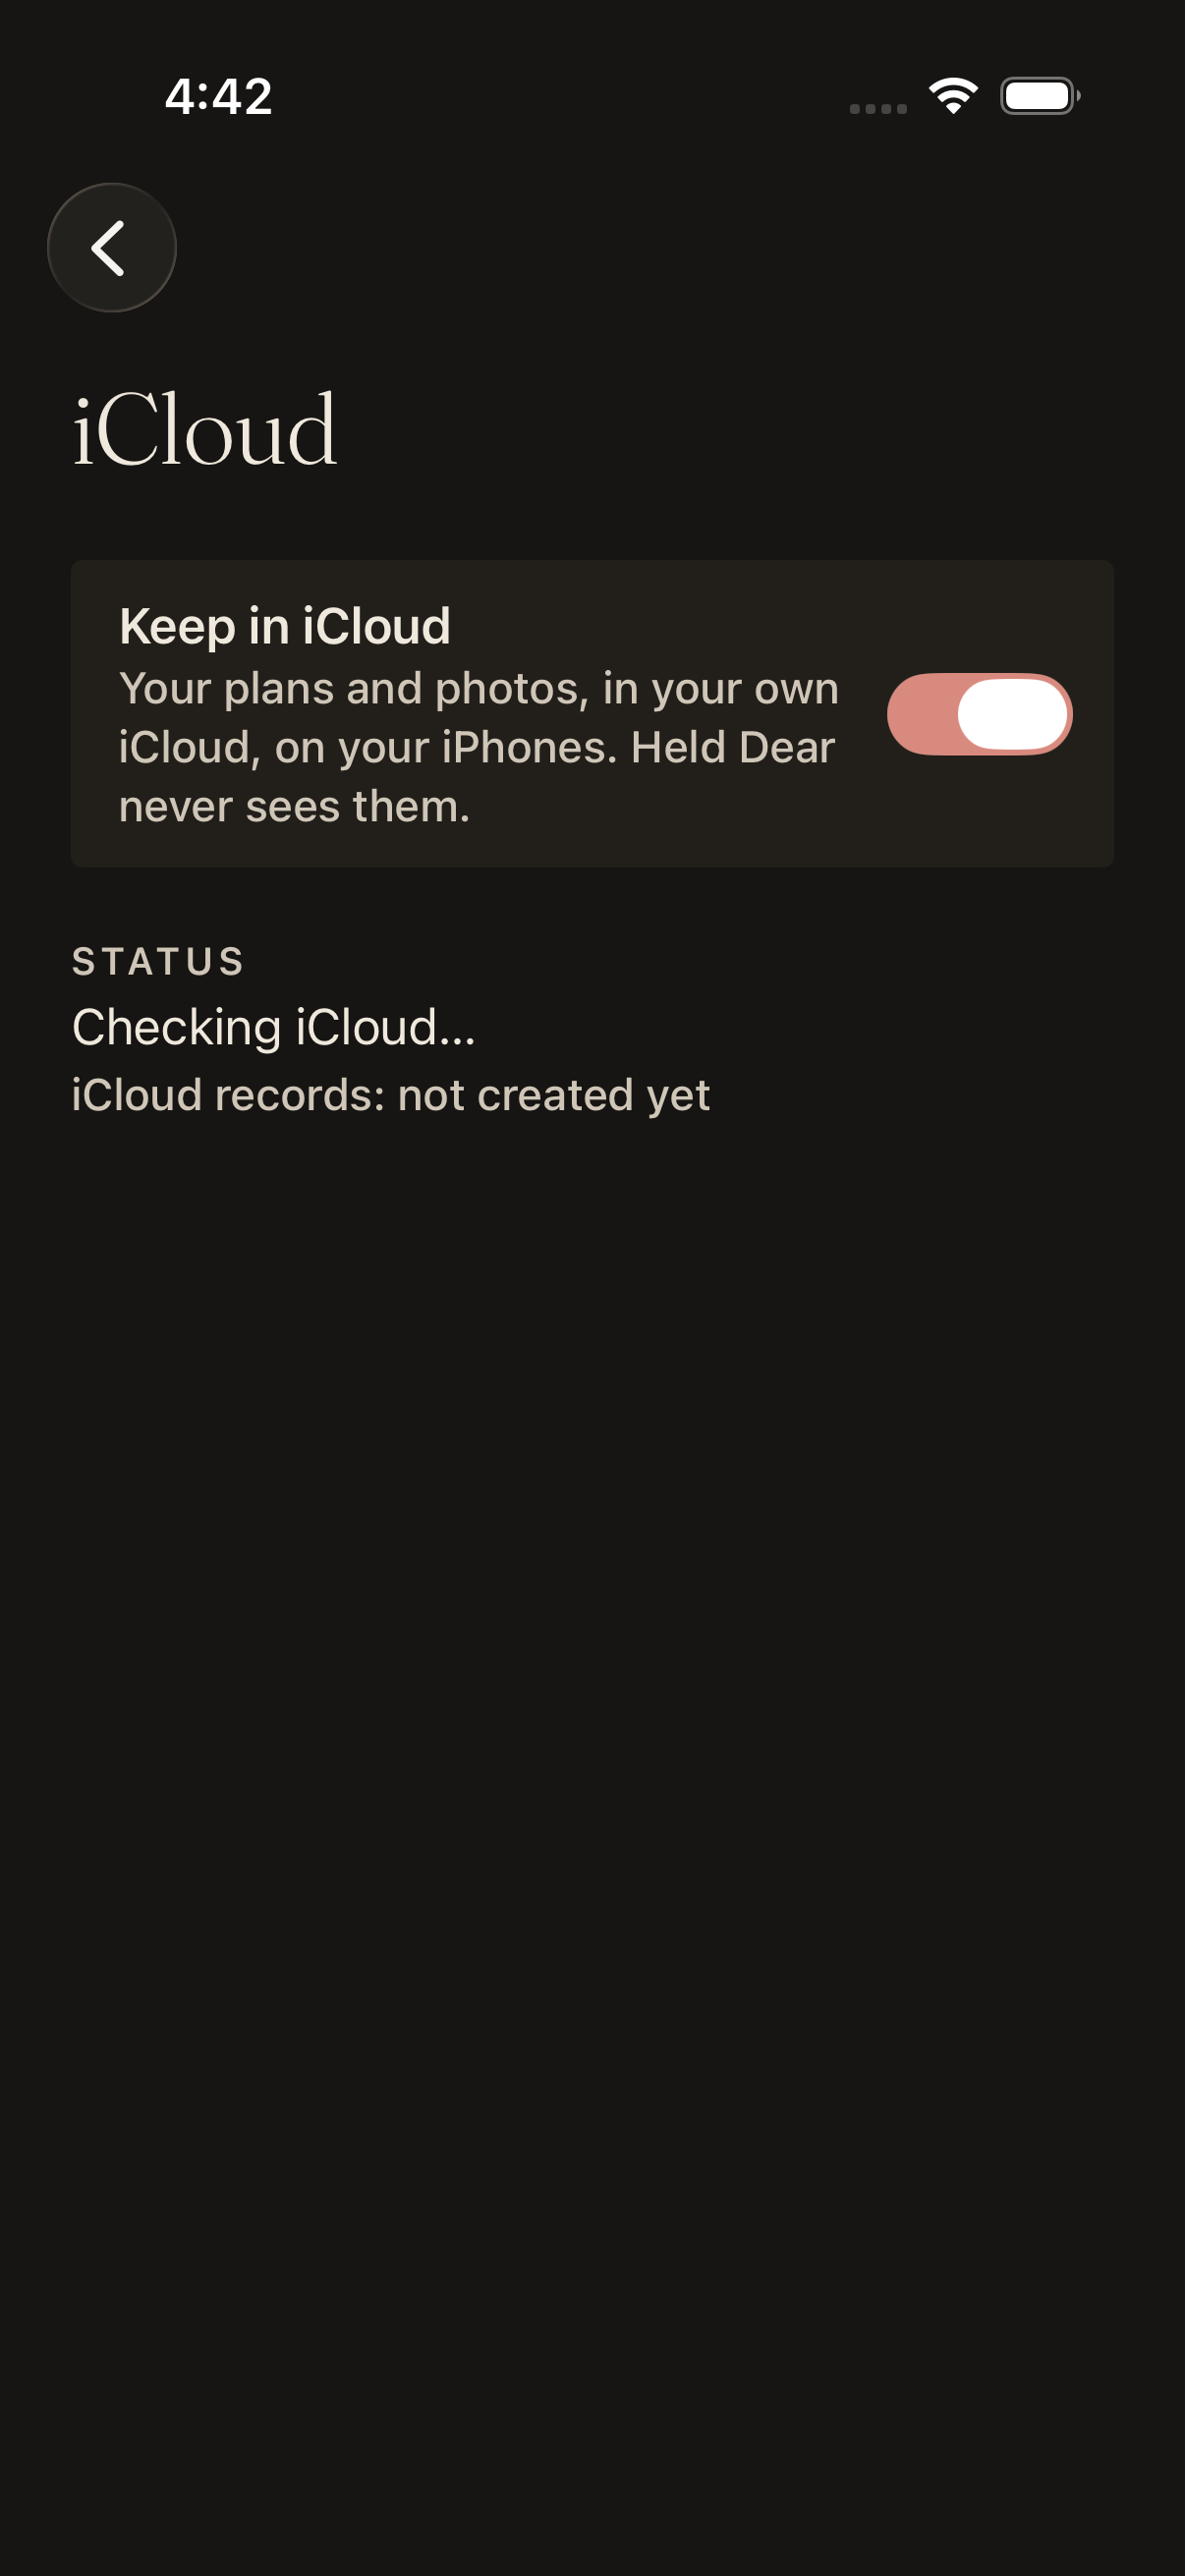 4:42
iCloud
Keep in iCloud
Your plans and photos, in your own
iCloud, on your iPhones. Held Dear
never sees them.
STATUS
Checking iCloud...
iCloud records: not created yet